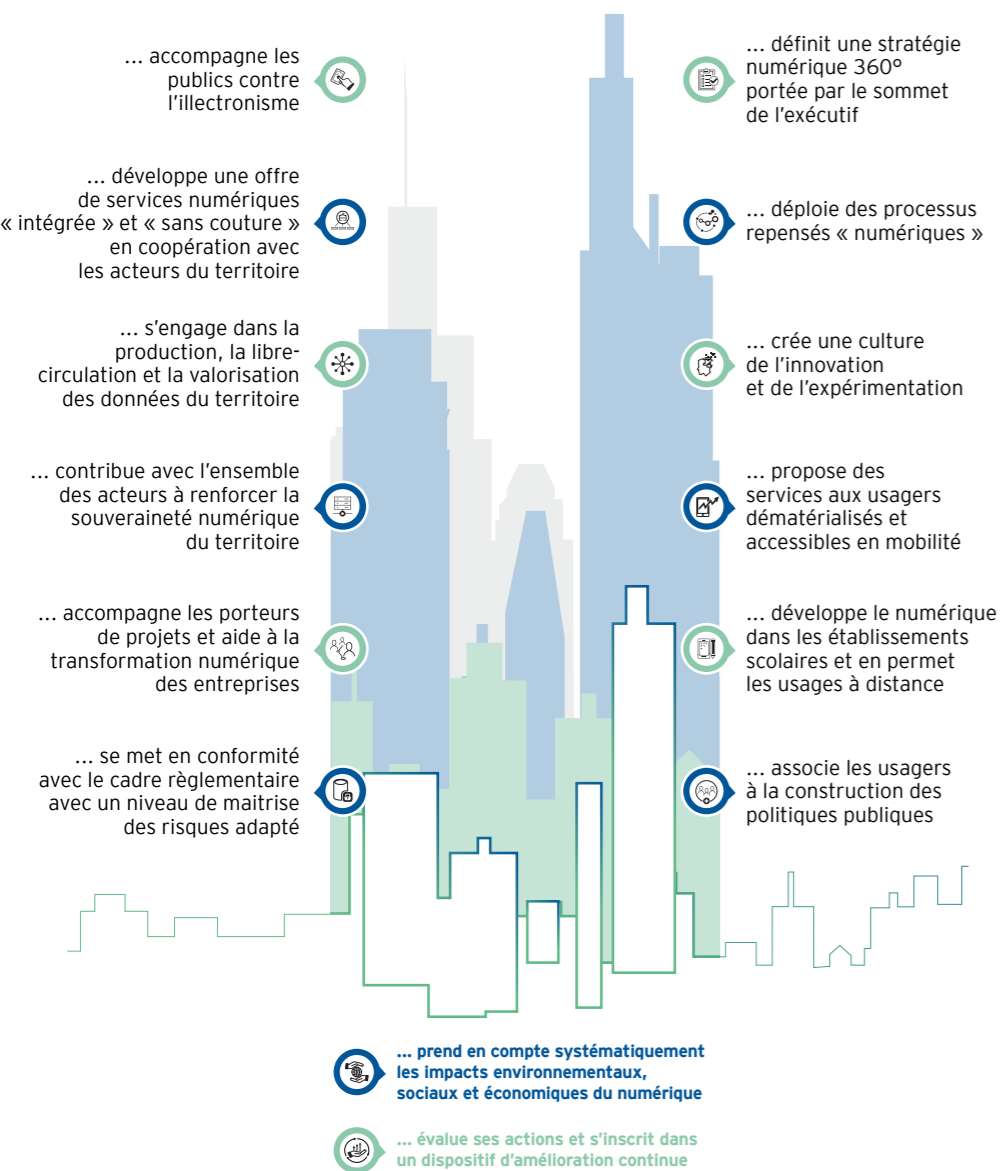 ... accompagne les
publics contre
l'illectronisme
... développe une offre
de services numériques
« intégrée » et « sans couture »
en coopération avec
les acteurs du territoire
... s'engage dans la
production, la libre-
circulation et la valorisation
des données du territoire
... contribue avec l'ensemble
des acteurs à renforcer la
souveraineté numérique
du territoire
... accompagne les porteurs
de projets et aide à la
transformation numérique
des entreprises
... se met en conformité
avec le cadre règlementaire
avec un niveau de maitrise
des risques adapté
... définit une stratégie
numérique 360°
portée par le sommet
de l'exécutif
... déploie des processus
repensés « numériques »
... crée une culture
de l'innovation
et de l'expérimentation
... propose des
services aux usagers
dématérialisés et
accessibles en mobilité
... développe le numérique
dans les établissements
scolaires et en permet
les usages à distance
... associe les usagers
à la construction des
politiques publiques
... prend en compte systématiquement
les impacts environnementaux,
sociaux et économiques du numérique
... évalue ses actions et s'inscrit dans
un dispositif d'amélioration continue